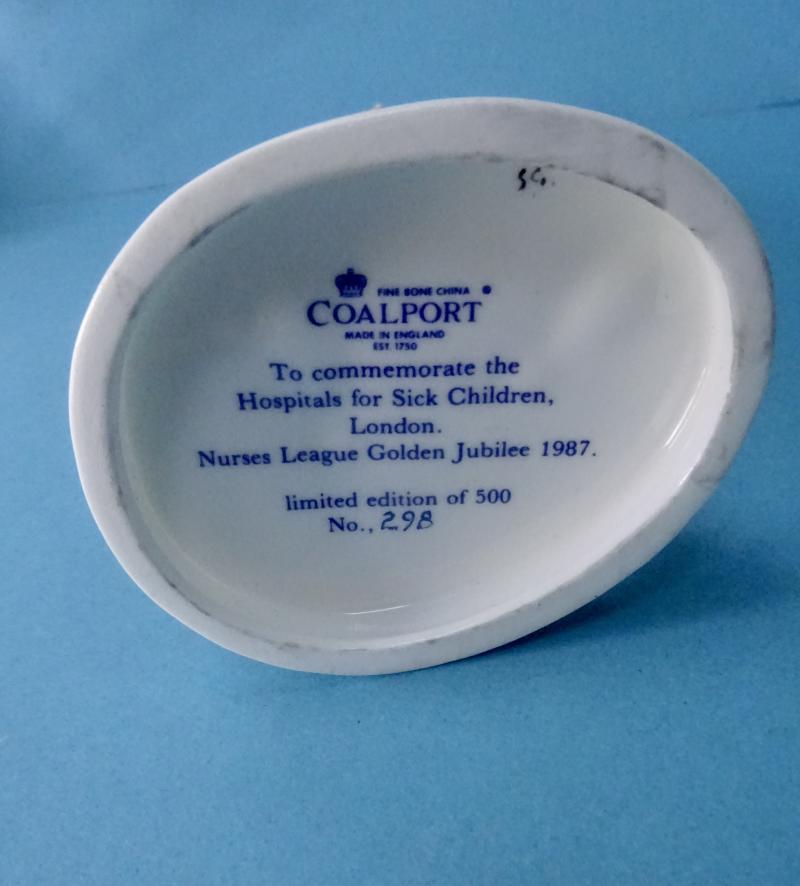 SG.
FINE BONE CHINA
COALPORT
MADE IN ENGLAND
EST 1750
To commemorate the
Hospitals for Sick Children,
London.
Nurses League Golden Jubilee 1987.
limited edition of 500
No., 298